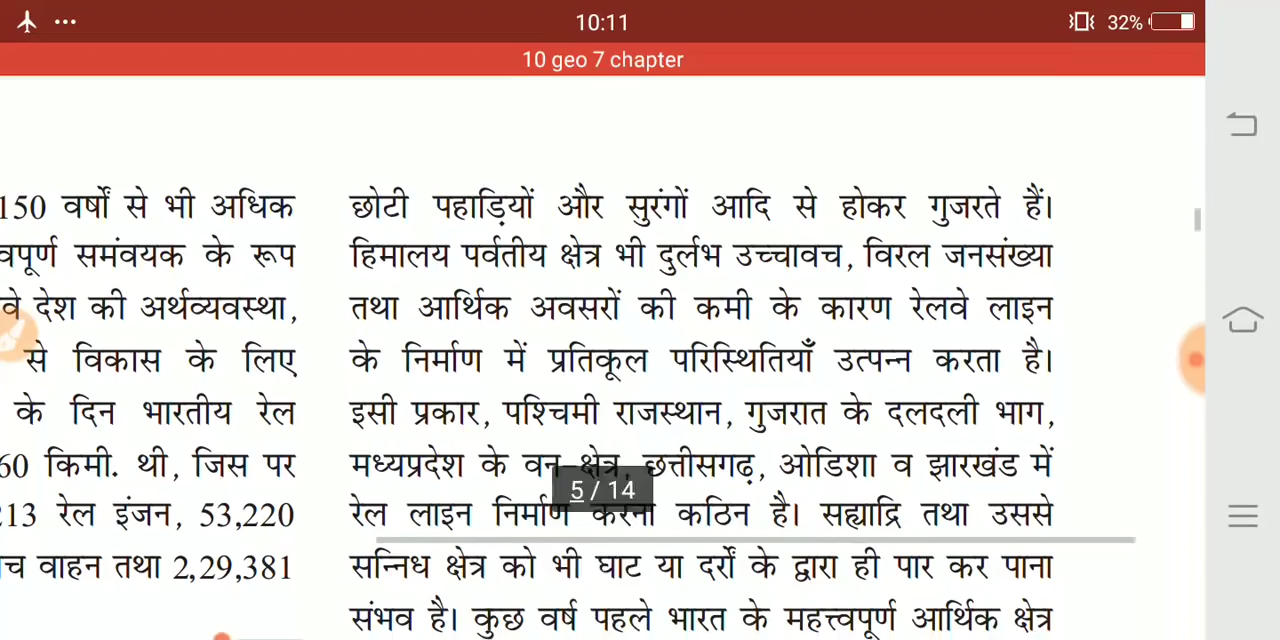 10:11
32%
10 geo 7 chapter
150 वर्षों से भी अधिक
समंवयक के रूप
देश की अर्थव्यवस्था,
से विकास के लिए
के दिन भारतीय रेल
60 किमी. थी, जिस पर
213 रेल इंजन, 53,220
वाहन तथा 2,29,381
छोटी पहाड़ियों और सुरंगों आदि से होकर गुजरते हैं।
हिमालय पर्वतीय क्षेत्र भी दुर्लभ उच्चावच, विरल जनसंख्या
तथा आर्थिक अवसरों की कमी के कारण रेलवे लाइन
के निर्माण में प्रतिकूल परिस्थितियाँ उत्पन्न करता है।
इसी प्रकार, पश्चिमी राजस्थान, गुजरात के दलदली भाग,
मध्यप्रदेश के वन-क्षेत्र, छत्तीसगढ़, ओडिशा व झारखंड में
रेल लाइन निर्माण करना कठिन है। सह्याद्रि तथा उससे
सन्निध क्षेत्र को भी घाट या दर्रों के द्वारा ही पार कर पाना
संभव है। कुछ वर्ष पहले भारत के महत्त्वपूर्ण आर्थिक क्षेत्र
5 / 14